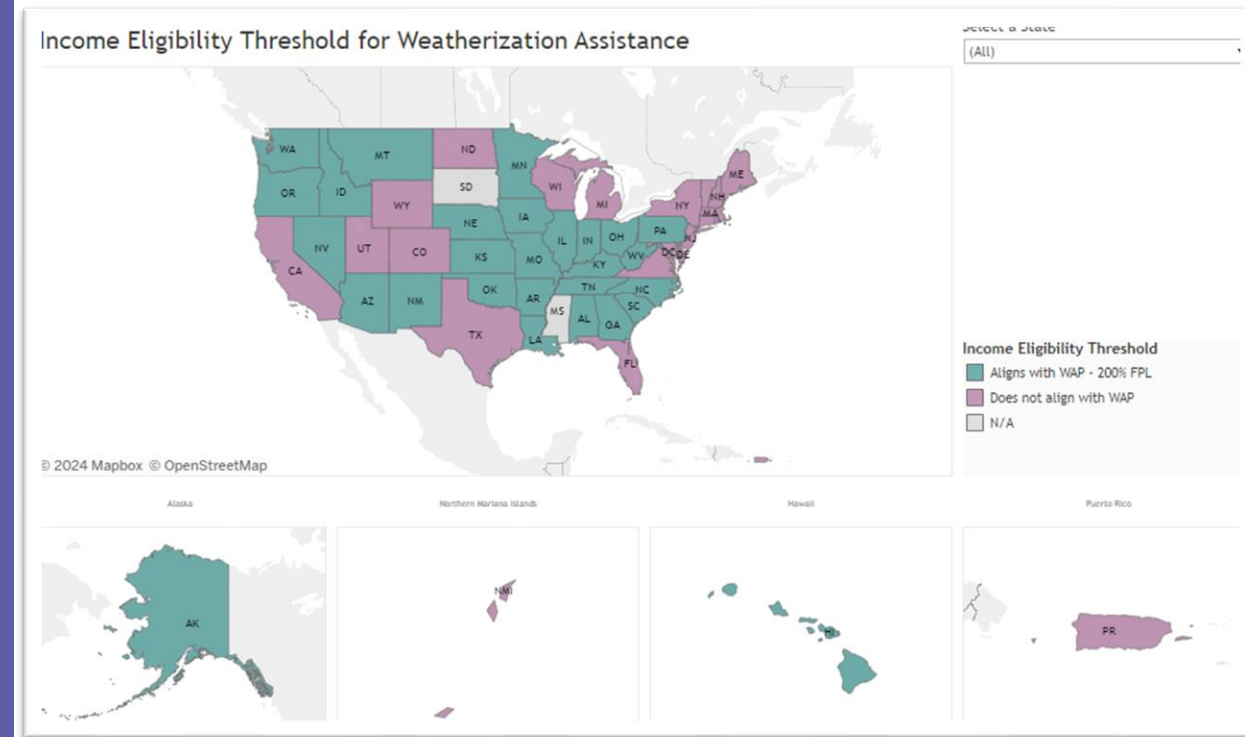 Income Eligibility Threshold for Weatherization Assistance
Select a State
(All)
WA
MT
ND
MN
OR
ID
SD
WI
MI
ME
WY
NY
NH
MA
NE
IA
PA
NJ
NV
UT
CO
IL
IN
OH
DC
DE
KS
MO
KY
WV
CA
AZ
NM
OK
AR
TN
NC
SC
MS
AL
GA
TX
LA
FL
© 2024 Mapbox © OpenStreetMap
Income Eligibility Threshold
Aligns with WAP - 200% FPL
Does not align with WAP
N/A
Alaska
Northern Mariana Islands
Hawaii
Puerto Rico
AK
NMI
HI
PR